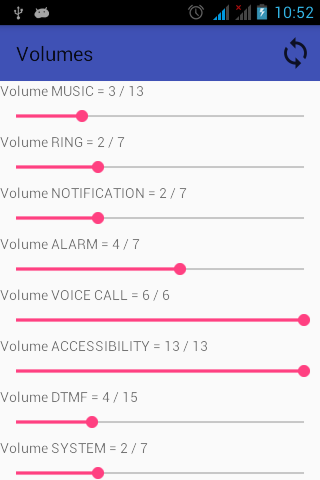 10:52
Volumes
Volume MUSIC = 3 / 13
Volume RING = 2 / 7
Volume NOTIFICATION = 2 / 7
Volume ALARM = 4 / 7
Volume VOICE CALL = 6 / 6
Volume ACCESSIBILITY = 13 / 13
Volume DTMF = 4 / 15
Volume SYSTEM = 2 / 7